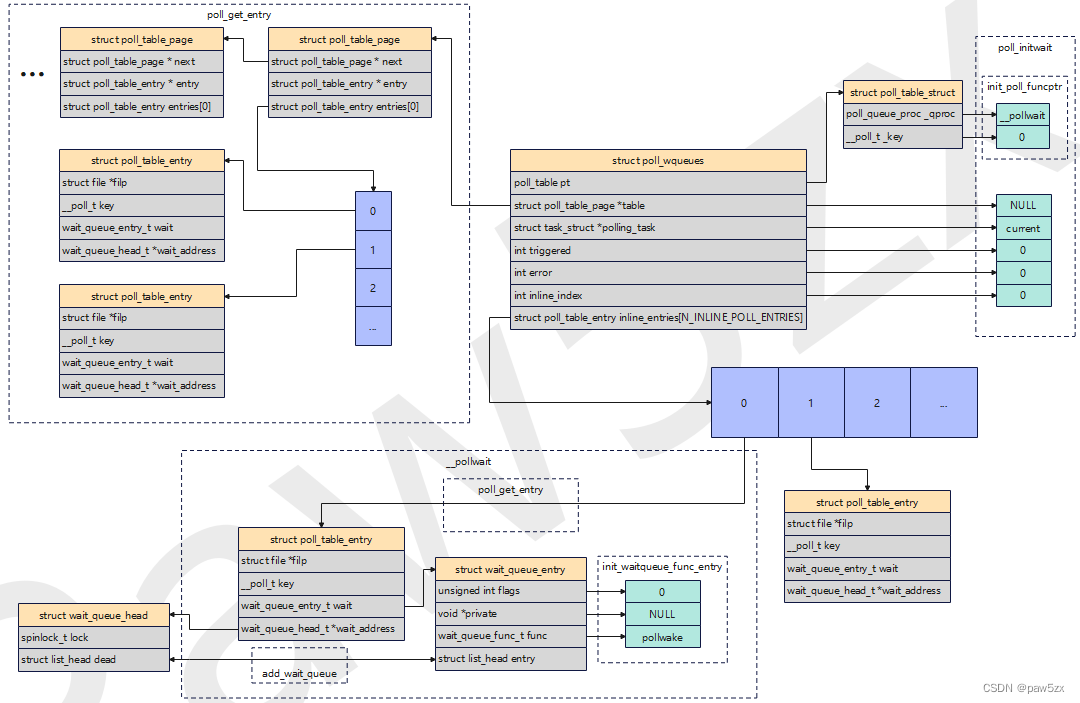 poll_get_entry
struct poll_table_page
struct poll_table_page * next
struct poll_table_entry * entry
struct poll_table_entry entries[0]
struct poll_table_page
struct poll_table_page * next
struct poll_table_entry * entry
struct poll_table_entry entries[0]
...
struct poll_table_entry
struct file *filp
__poll_t key
wait_queue_entry_t wait
wait_queue_head_t *wait_address
0
1
2
...
struct poll_table_entry
struct file *filp
__poll_t key
wait_queue_entry_t wait
wait_queue_head_t *wait_address
struct poll_wqueues
poll_table pt
struct poll_table_page *table
struct task_struct *polling_task
int triggered
int error
int inline_index
struct poll_table_entry inline_entries[N_INLINE_POLL_ENTRIES]
struct poll_table_struct
poll_queue_proc _qproc
__poll_t _key
poll_initwait
init_poll_funcptr
__pollwait
0
NULL
current
0
0
0
0
1
2
...
struct poll_table_entry
struct file *filp
__poll_t key
wait_queue_entry_t wait
wait_queue_head_t *wait_address
__pollwait
poll_get_entry
struct poll_table_entry
struct file *filp
__poll_t key
wait_queue_entry_t wait
wait_queue_head_t *wait_address
struct wait_queue_entry
unsigned int flags
void *private
wait_queue_func_t func
struct list_head entry
init_waitqueue_func_entry
0
NULL
pollwake
struct wait_queue_head
spinlock_t lock
struct list_head dead
add_wait_queue
paw5zx
CSDN @paw5zx